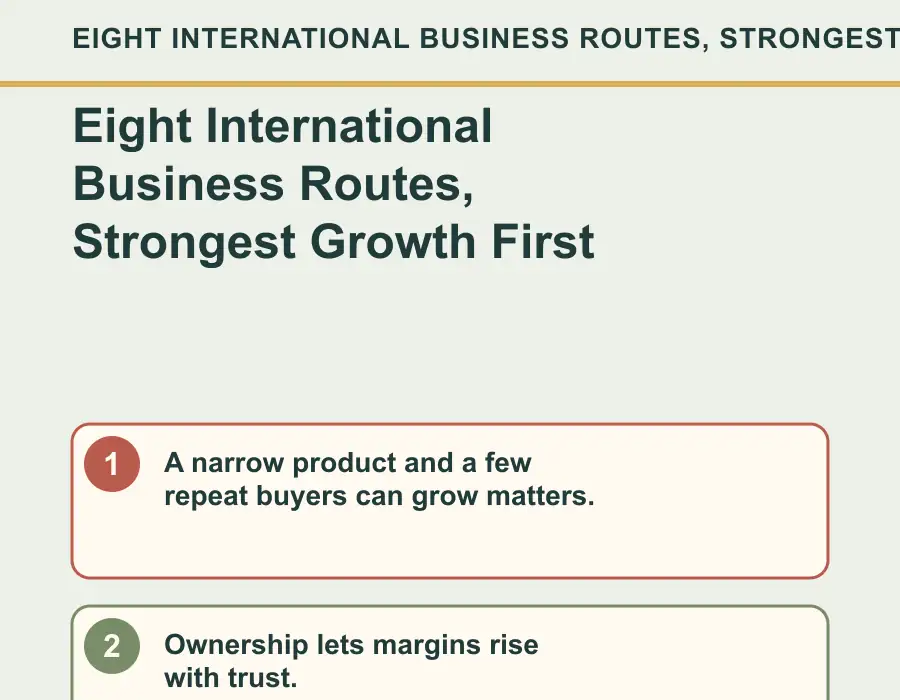 EIGHT INTERNATIONAL BUSINESS ROUTES, STRONGEST
Eight International
Business Routes,
Strongest Growth First
1
A narrow product and a few
repeat buyers can grow matters.
2
Ownership lets margins rise
with trust.